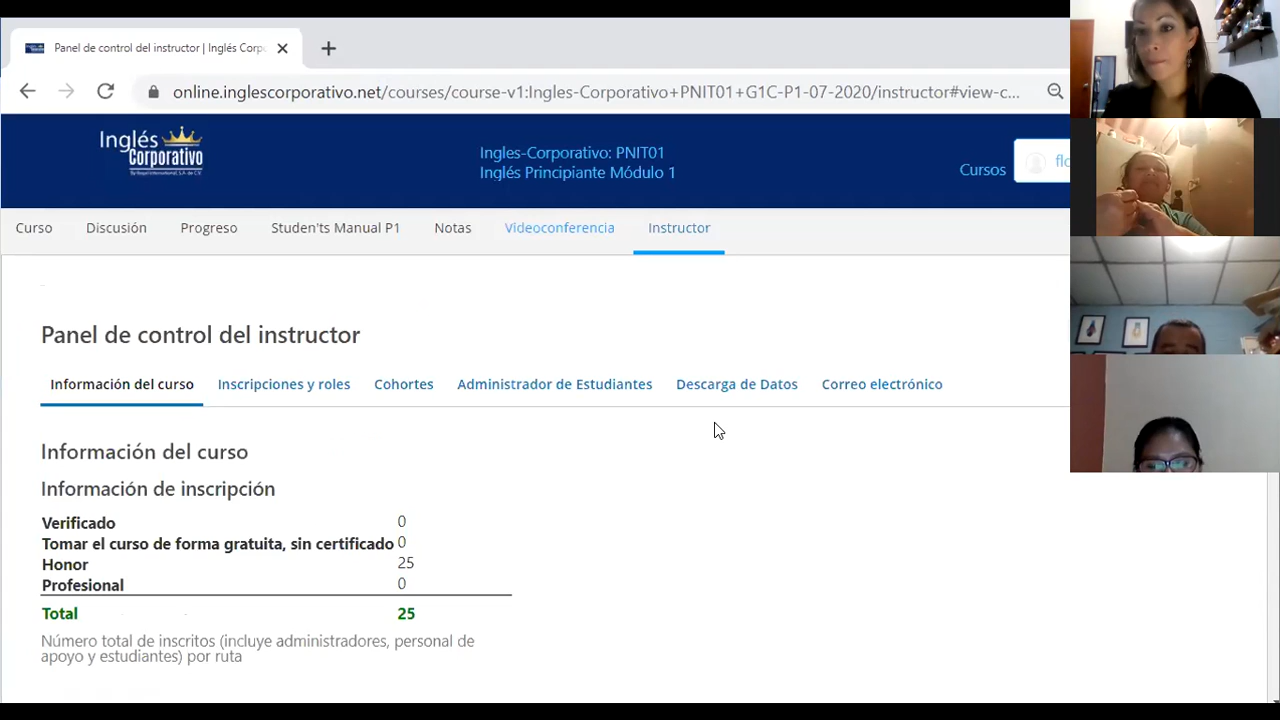 Panel de control del instructor | Inglés Corp
online.inglescorporativo.net/courses/course-v1:Ingles-Corporativo+PNIT01+G1C-P1-07-2020/instructor#view-c...
Inglés
Corporativo
Ingles-Corporativo: PNIT01
Inglés Principiante Módulo 1
Cursos
flo
Curso Discusión Progreso Studen'ts Manual P1 Notas Videoconferencia Instructor
Panel de control del instructor
Información del curso Inscripciones y roles Cohortes Administrador de Estudiantes Descarga de Datos Correo electrónico
Información del curso
Información de inscripción
Verificado 0
Tomar el curso de forma gratuita, sin certificado 0
Honor 25
Profesional 0
Total 25
Número total de inscritos (incluye administradores, personal de
apoyo y estudiantes) por ruta